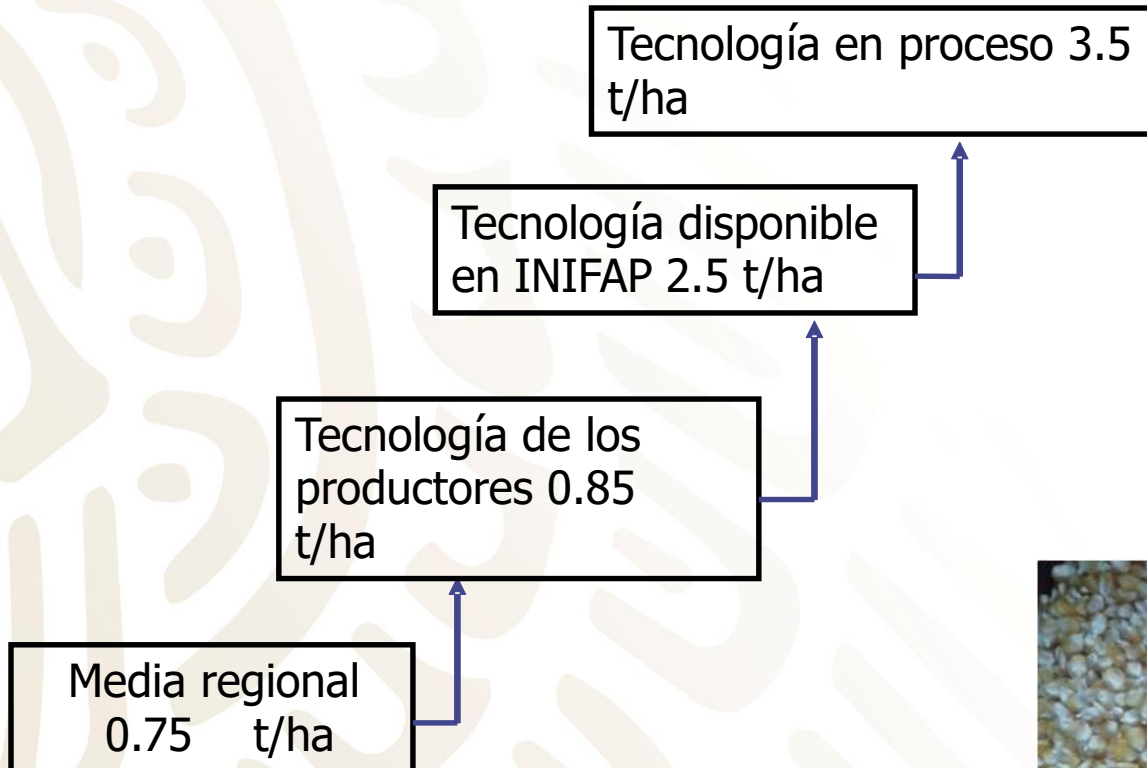 Tecnología en proceso 3.5
t/ha
Tecnología disponible
en INIFAP 2.5 t/ha
Tecnología de los
productores 0.85
t/ha
Media regional
0.75 t/ha